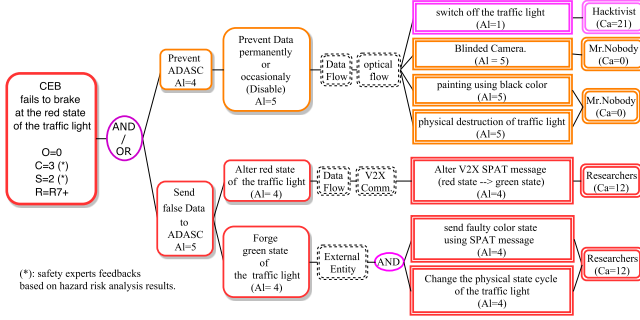 CEB
fails to brake
at the red state
of the traffic light
O=0
C=3 (*)
S=2 (*)
R=R7+
AND
/
OR
Prevent
ADASC
Al=4
Prevent Data
permanently
or
occasionaly
(Disable)
Al=5
Data
Flow
optical
flow
switch off the traffic light
(Al=1)
Hacktivist
(Ca=21)
Blinded Camera.
(Al = 5)
Mr.Nobody
(Ca=0)
painting using black color
(Al=5)
physical destruction of traffic light
(Al=5)
Mr.Nobody
(Ca=0)
Send
false Data
to
ADASC
Al=5
Alter red state
of the traffic light
(Al= 4)
Data
Flow
V2X
Comm.
Alter V2X SPAT message
(red state --> green state)
(Al=4)
Researchers
(Ca=12)
Forge
green state
of
the traffic light
(Al= 4)
External
Entity
AND
send faulty color state
using SPAT message
(Al=4)
Change the physical state cycle
of the traffic light
(Al=4)
Researchers
(Ca=12)
(*): safety experts feedbacks
based on hazard risk analysis results.